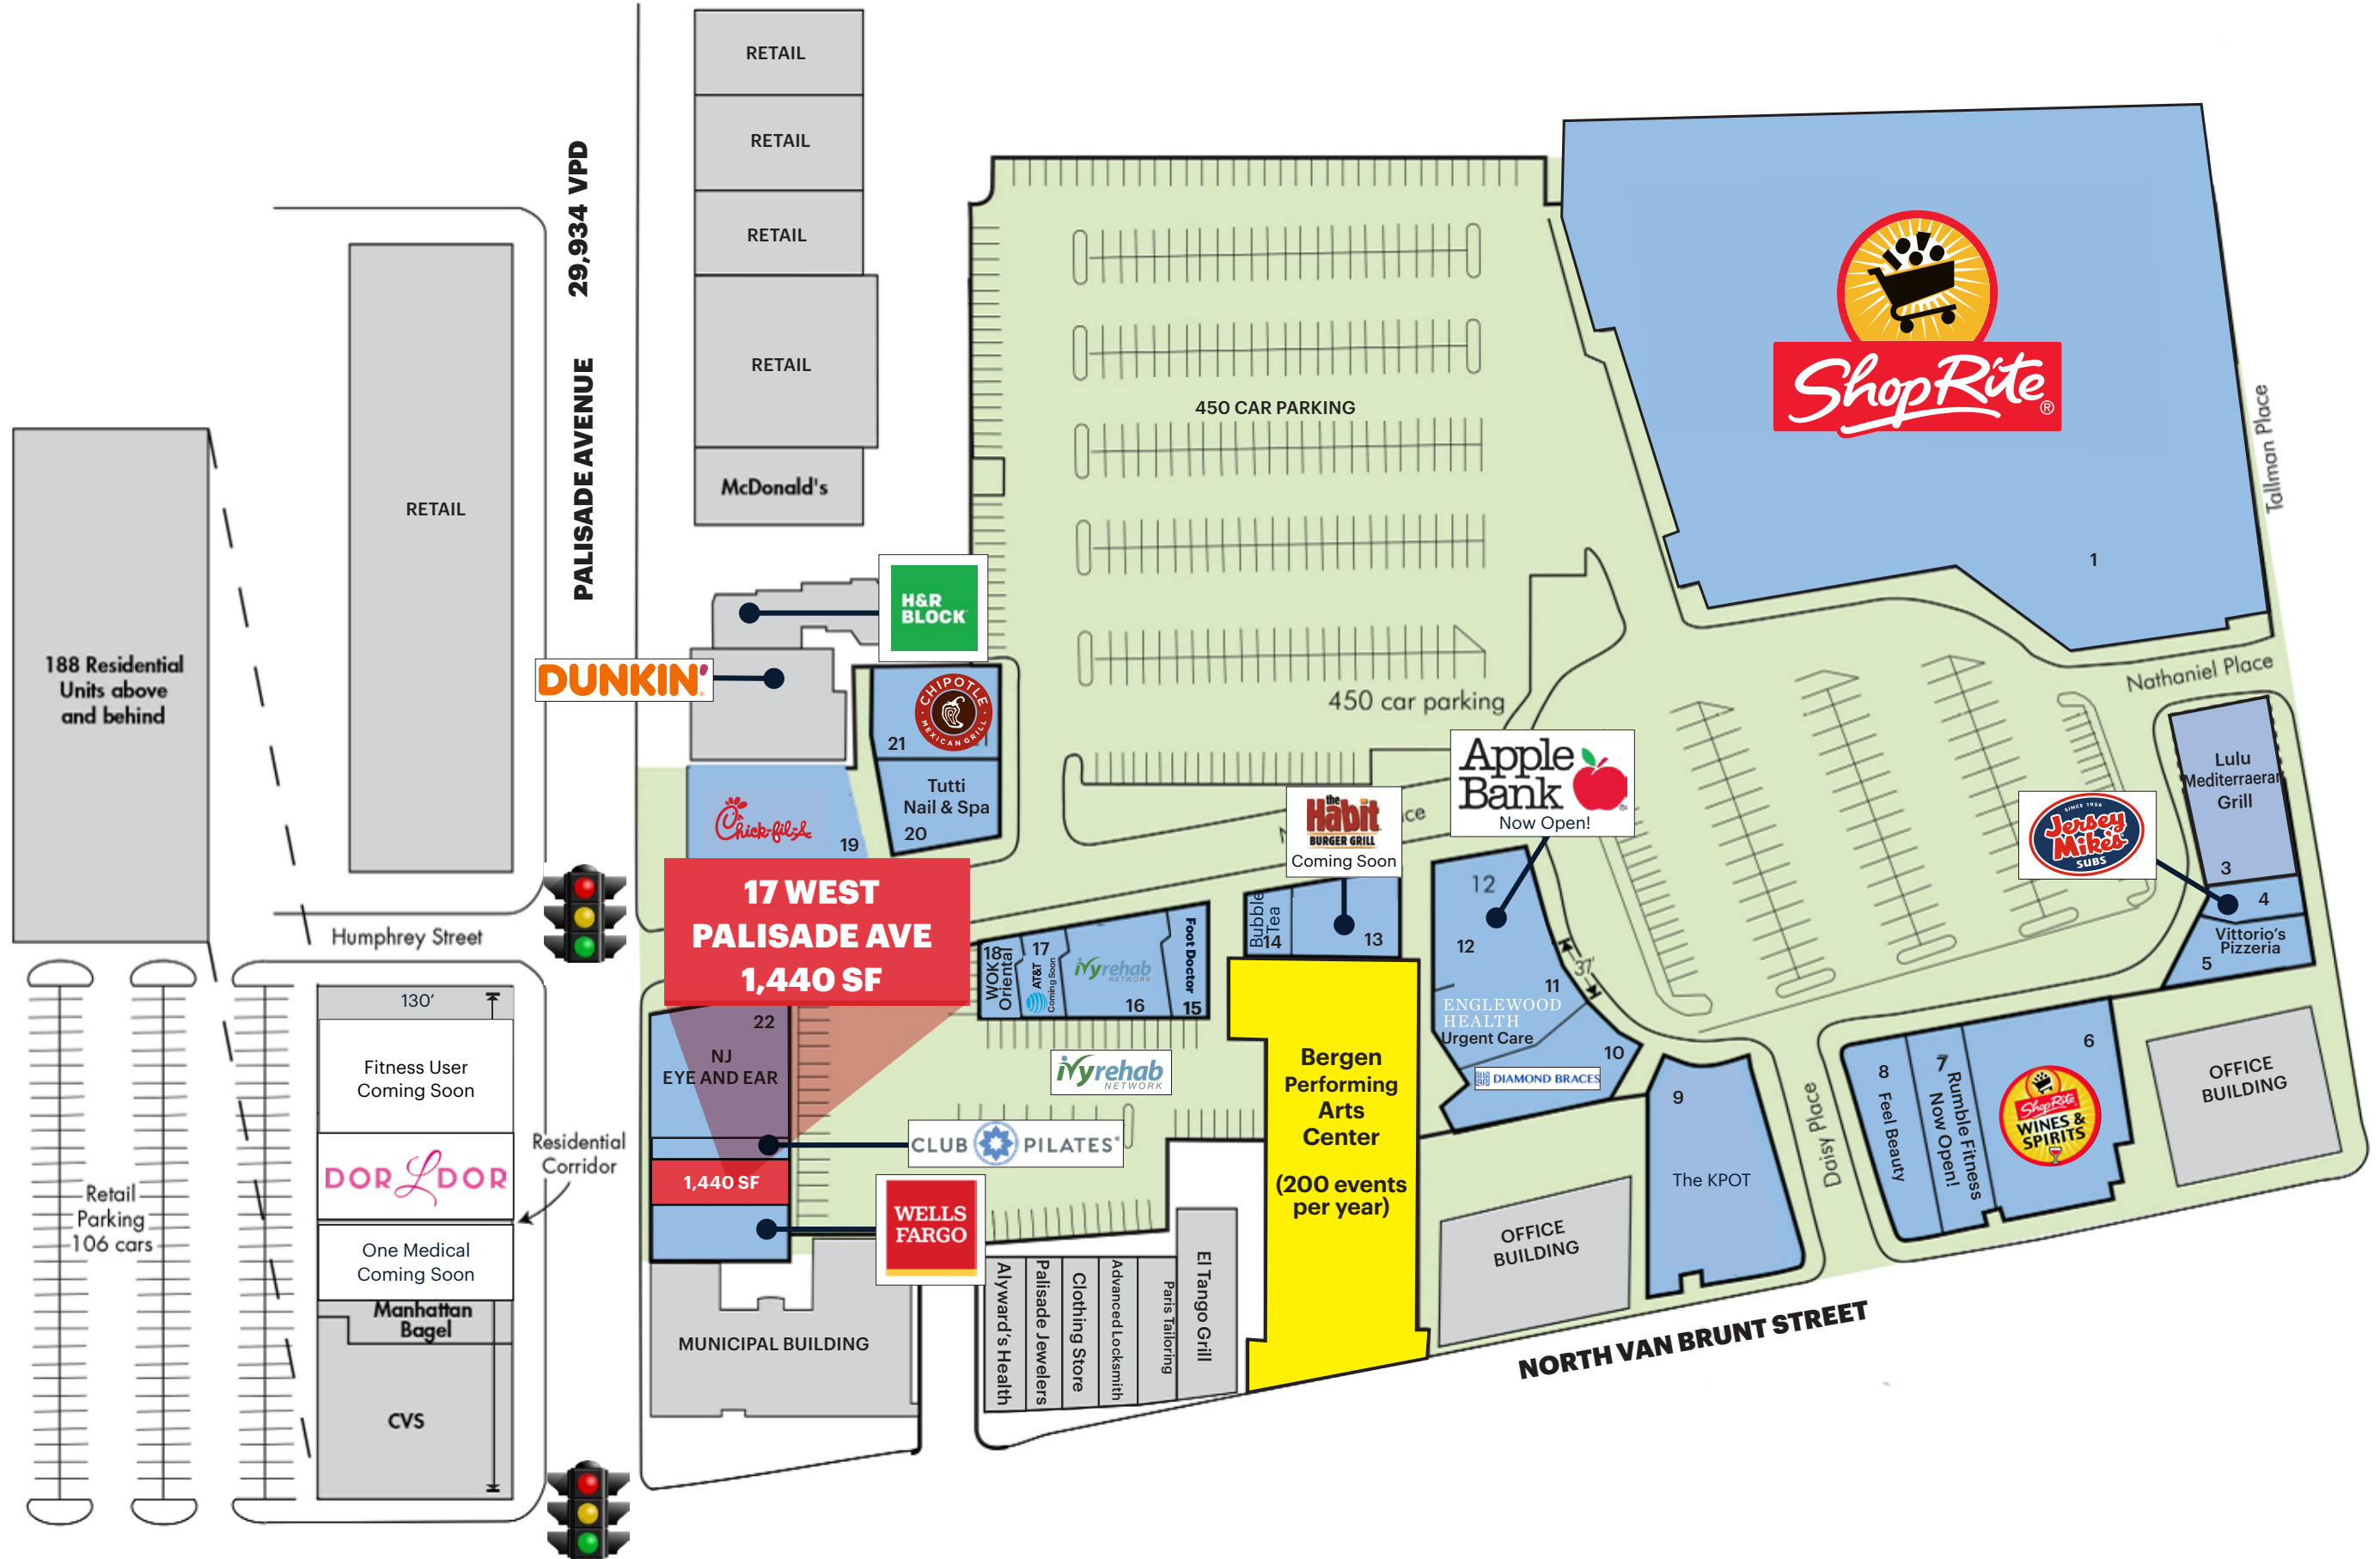 RETAIL
RETAIL
RETAIL
RETAIL
McDonald's
PALISADE AVENUE 29,934 VPD
RETAIL
188 Residential
Units above
and behind
H&R
BLOCK
DUNKIN'
CHIPOTLE
MEXICAN GRILL
21
Tutti
Nail & Spa
20
Chick-fil-A
19
450 CAR PARKING
450 car parking
ShopRite®
1
Tallman Place
Nathaniel Place
Lulu
Mediterraeran
Grill
3
SINCE 1956
Jersey
Mike's
SUBS
4
Vittorio's
Pizzeria
5
Apple
Bank
Now Open!
the
Habit
BURGER GRILL
Coming Soon
Humphrey Street
17 WEST
PALISADE AVE
1,440 SF
18
WOK
Oriental
17
AT&T
Coming Soon
ivyrehab
NETWORK
16
Foot Doctor
15
Bubble
Tea
14
13
12
12
11
37'
ENGLEWOOD
HEALTH
Urgent Care
10
DIAMOND BRACES
9
The KPOT
Daisy Place
8
Feel Beauty
7
Rumble Fitness
Now Open!
6
ShopRite
WINES &
SPIRITS
OFFICE
BUILDING
22
NJ
EYE AND EAR
ivyrehab
NETWORK
CLUB PILATES
1,440 SF
WELLS
FARGO
Bergen
Performing
Arts
Center
(200 events
per year)
OFFICE
BUILDING
130'
Fitness User
Coming Soon
DOR L DOR
Residential
Corridor
Retail
Parking
106 cars
One Medical
Coming Soon
Manhattan
Bagel
CVS
MUNICIPAL BUILDING
Alyward's Health
Palisade Jewelers
Clothing Store
Advanced Locksmith
Paris Tailoring
El Tango Grill
NORTH VAN BRUNT STREET